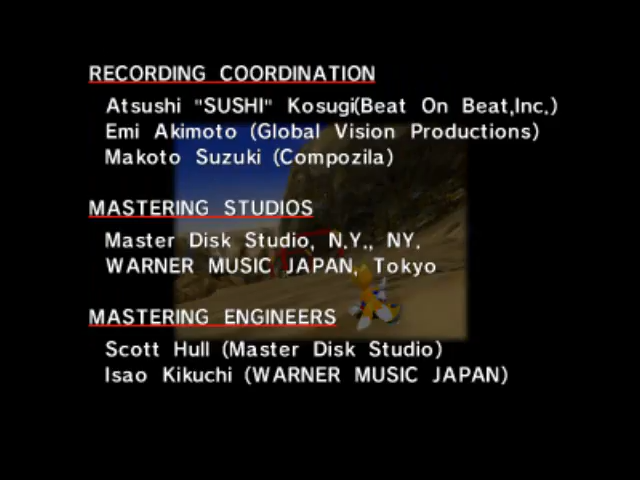 RECORDING COORDINATION
Atsushi "SUSHI" Kosugi(Beat On Beat,Inc.)
Emi Akimoto (Global Vision Productions)
Makoto Suzuki (Compozila)
MASTERING STUDIOS
Master Disk Studio, N.Y., NY.
WARNER MUSIC JAPAN, Tokyo
MASTERING ENGINEERS
Scott Hull (Master Disk Studio)
Isao Kikuchi (WARNER MUSIC JAPAN)